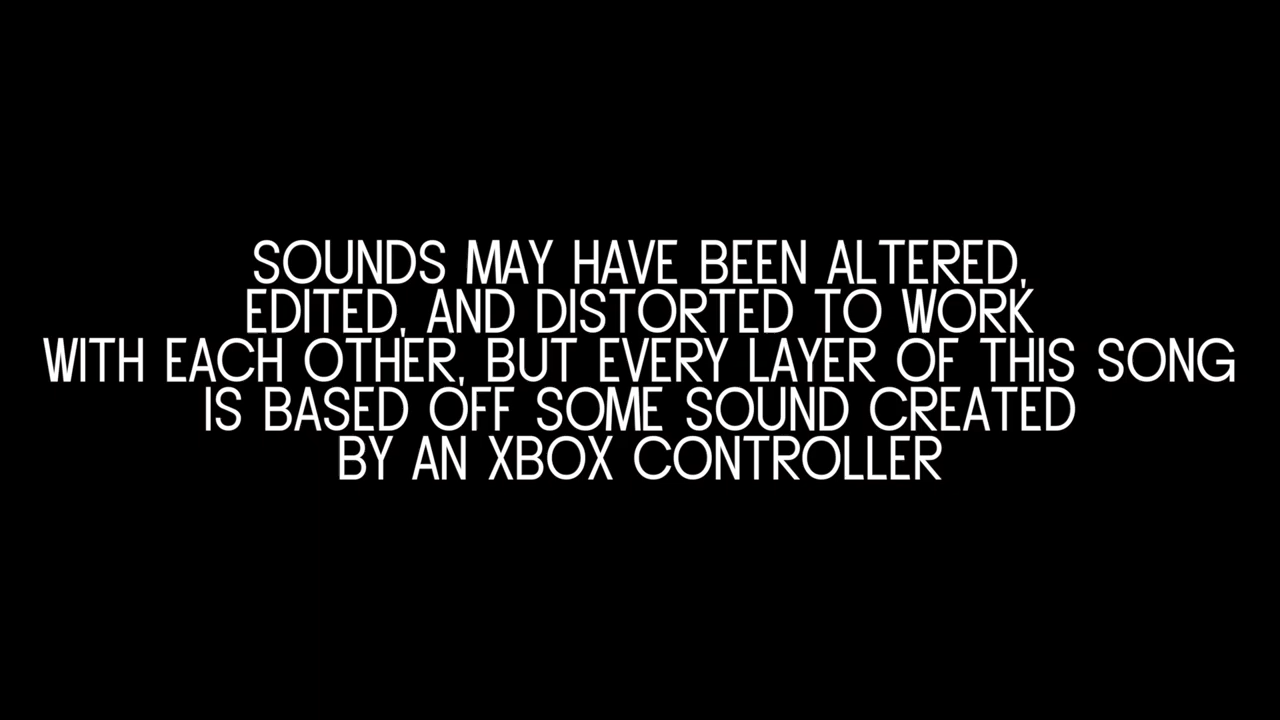 SOUNDS MAY HAVE BEEN ALTERED,
EDITED, AND DISTORTED TO WORK
WITH EACH OTHER, BUT EVERY LAYER OF THIS SONG
IS BASED OFF SOME SOUND CREATED
BY AN XBOX CONTROLLER